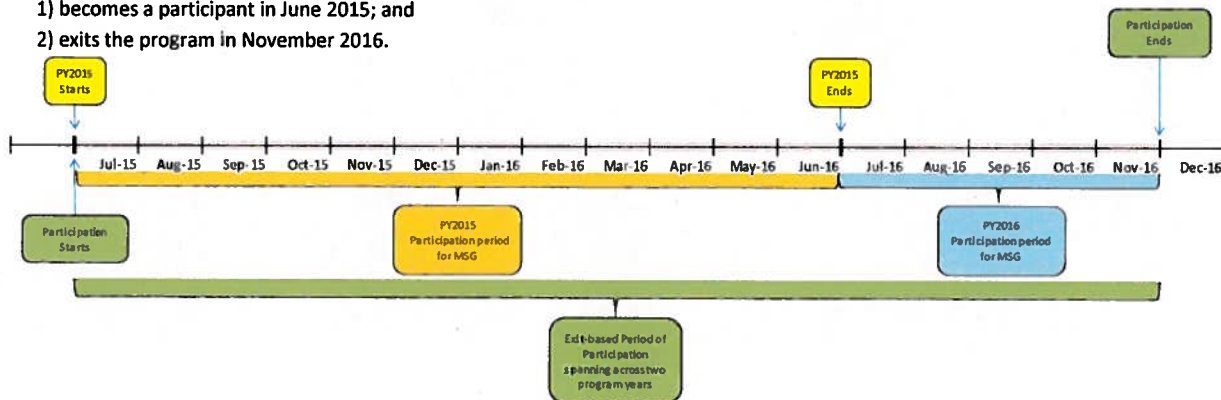 1) becomes a participant in June 2015; and
2) exits the program in November 2016.
Participation
Ends
PY2015
Starts
PY2015
Ends
Jul-15 Aug-15 Sep-15 Oct-15 Nov-15 Dec-15 Jan-16 Feb-16 Mar-16 Apr-16 May-16 Jun-16 Jul-16 Aug-16 Sep-16 Oct-16 Nov-16 Dec-16
Participation
Starts
PY2015
Participation period
for MSG
PY2016
Participation period
for MSG
Exit-based Period of
Participation
spanning across two
program years